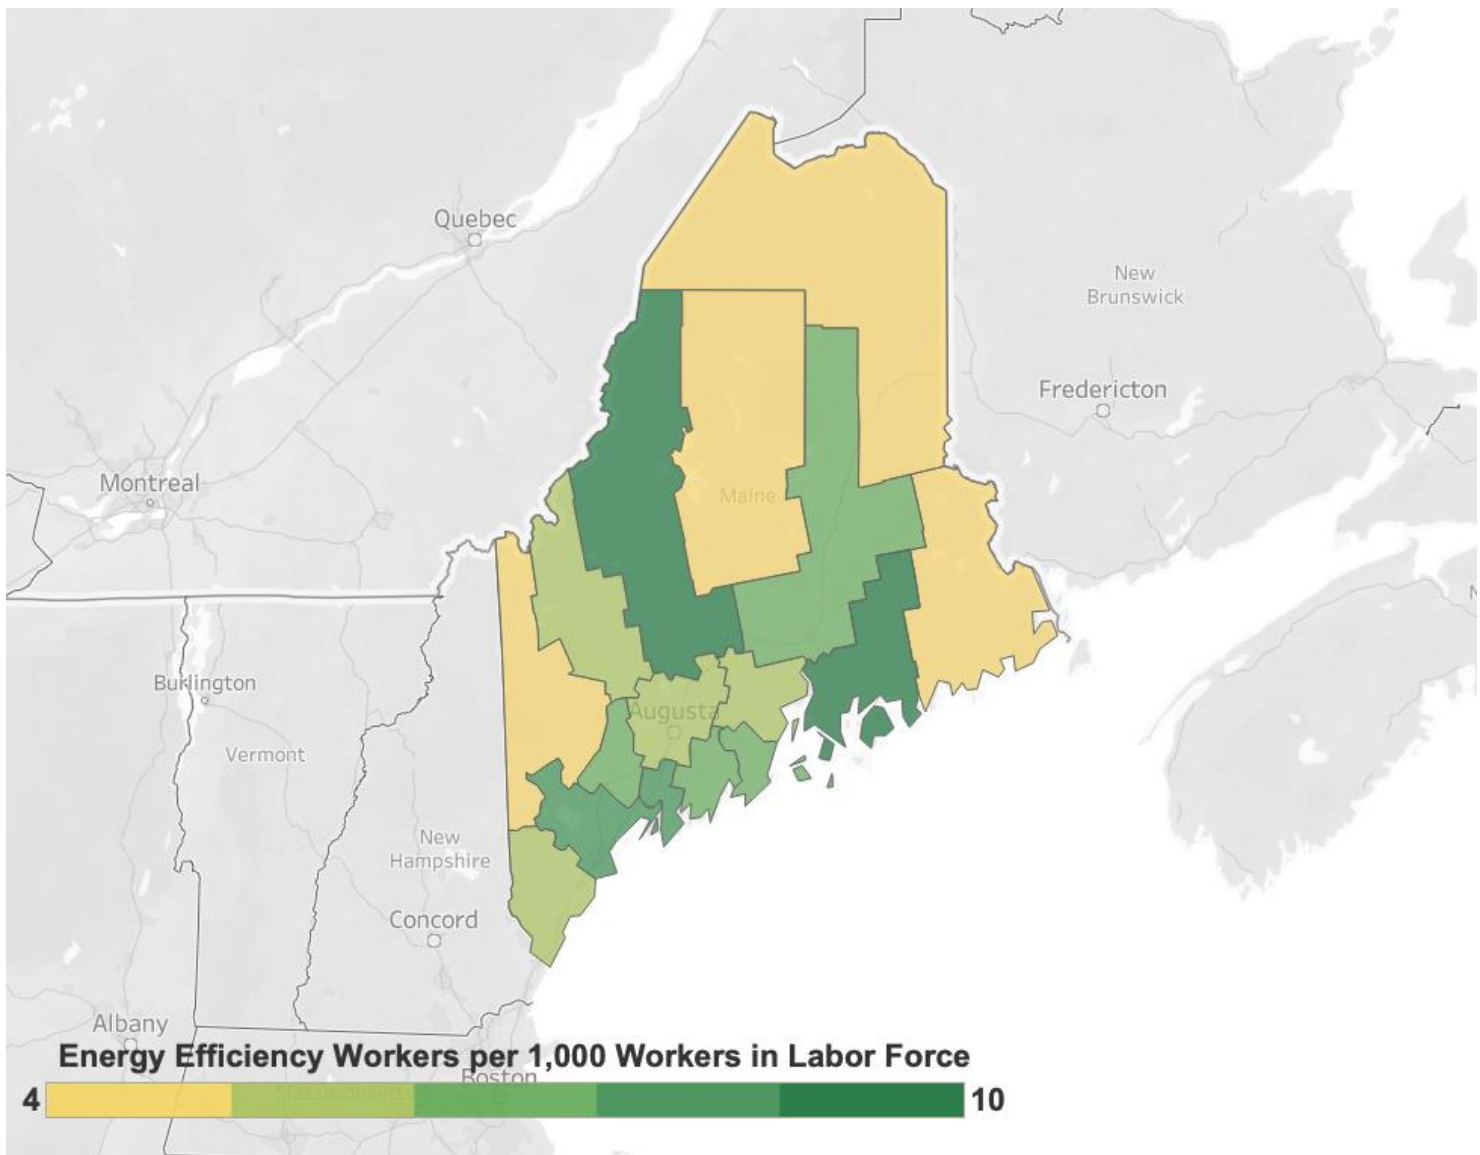 Quebec
New
Brunswick
Fredericton
Montreal
Maine
Burlington
Augusta
Vermont
New
Hampshire
Concord
Albany
Energy Efficiency Workers per 1,000 Workers in Labor Force
Boston
4
Massachusetts
10